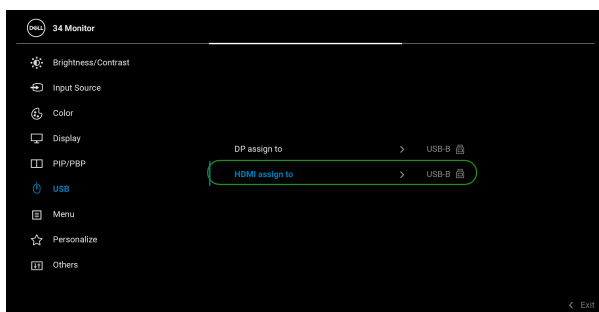 DELL 34 Monitor
Brightness/Contrast
Input Source
Color
Display
DP assign to > USB-B
PIP/PBP
HDMI assign to > USB-B
USB
Menu
Personalize
Others
< Exit